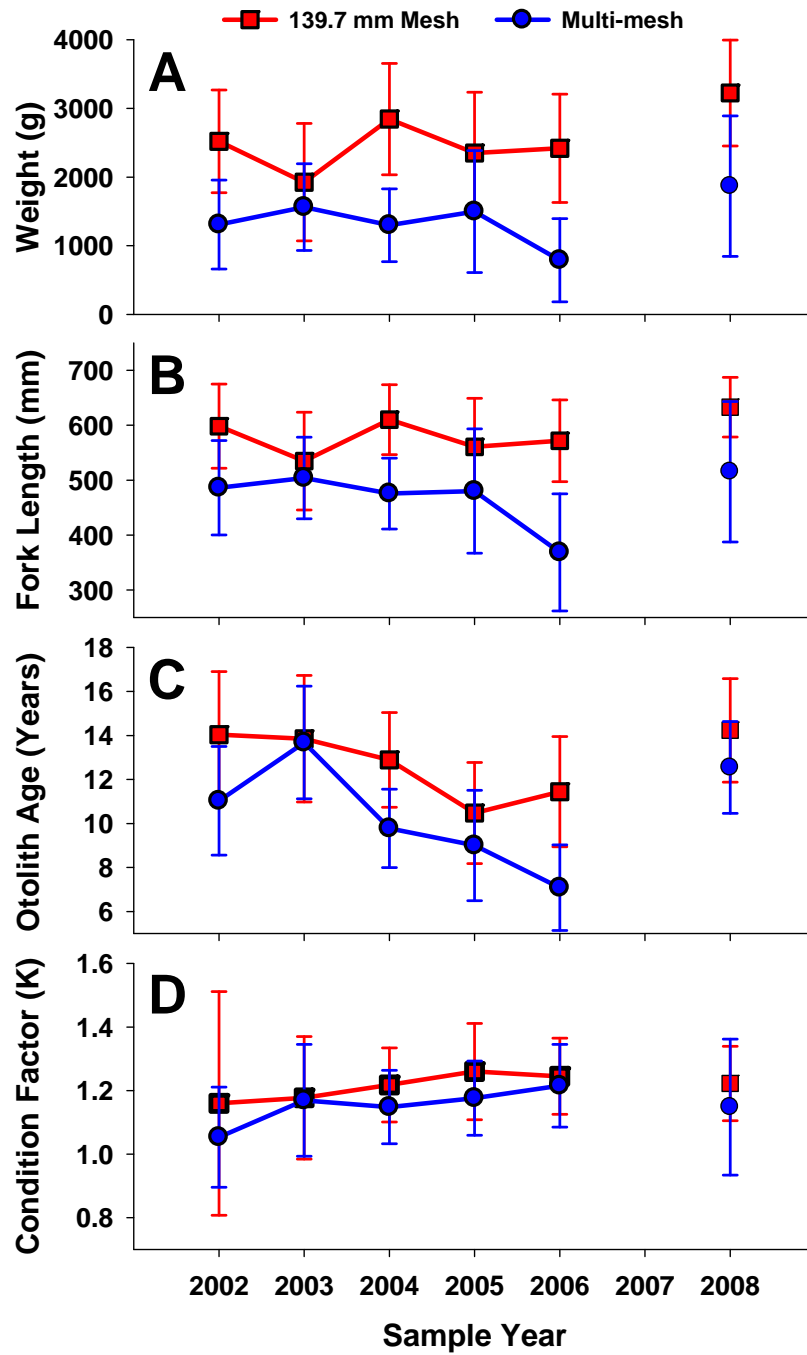 139.7 mm Mesh Multi-mesh
A
Weight (g)
4000
3000
2000
1000
0
B
Fork Length (mm)
700
600
500
400
300
C
Otolith Age (Years)
18
16
14
12
10
8
6
D
Condition Factor (K)
1.6
1.4
1.2
1.0
0.8
2002 2003 2004 2005 2006 2007 2008
Sample Year